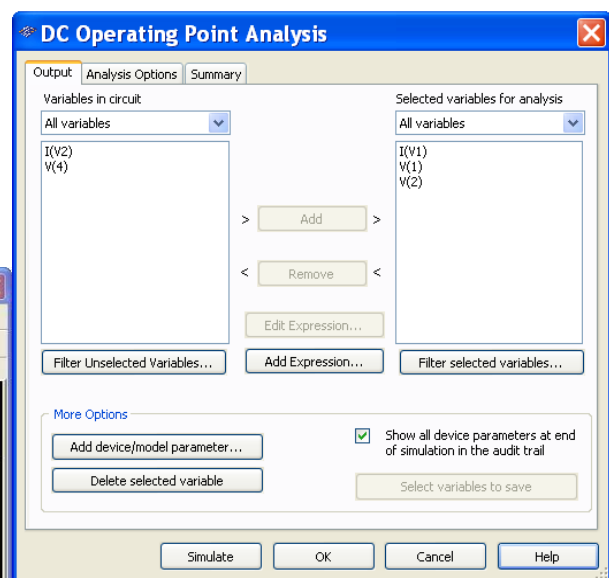 DC Operating Point Analysis
Output
Analysis Options
Summary
Variables in circuit
Selected variables for analysis
All variables
All variables
I(V2)
V(4)
I(V1)
V(1)
V(2)
> Add >
< Remove <
Edit Expression...
Filter Unselected Variables...
Add Expression...
Filter selected variables...
More Options
Add device/model parameter...
Show all device parameters at end
of simulation in the audit trail
Delete selected variable
Select variables to save
Simulate
OK
Cancel
Help